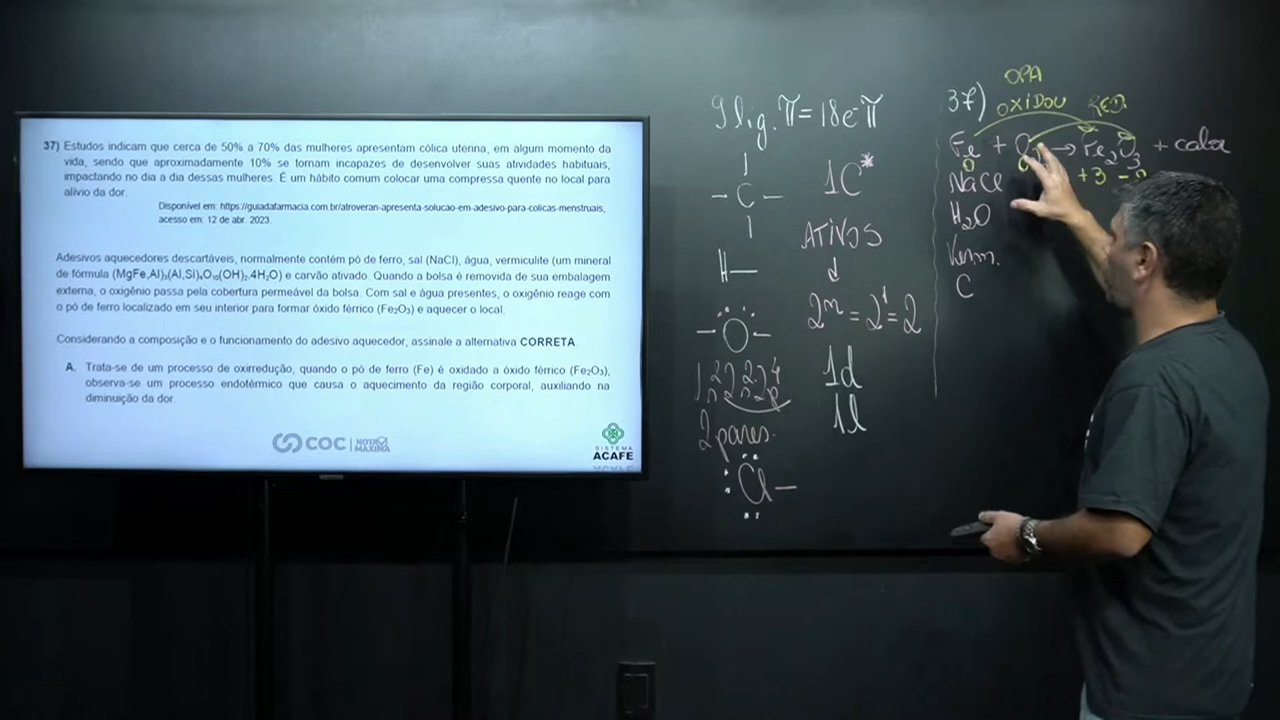 37) Estudos indicam que cerca de 50% a 70% das mulheres apresentam cólica uterina, em algum momento da
vida, sendo que aproximadamente 10% se tornam incapazes de desenvolver suas atividades habituais,
impactando no dia a dia dessas mulheres. É um hábito comum colocar uma compressa quente no local para
alívio da dor.
Disponível em: https://guiadafarmacia.com.br/atroveran-apresenta-solucao-em-adesivo-para-colicas-menstruais,
acesso em: 12 de abr. 2023.
Adesivos aquecedores descartáveis, normalmente contém pó de ferro, sal (NaCl), água, vermiculite (um mineral
de fórmula (MgFe,Al)₃(Al,Si)₄O₁₀(OH)₂.4H₂O) e carvão ativado. Quando a bolsa é removida de sua embalagem
externa, o oxigênio passa pela cobertura permeável da bolsa. Com sal e água presentes, o oxigênio reage com
o pó de ferro localizado em seu interior para formar óxido férrico (Fe₂O₃) e aquecer o local.
Considerando a composição e o funcionamento do adesivo aquecedor, assinale a alternativa CORRETA.
A. Trata-se de um processo de oxirredução, quando o pó de ferro (Fe) é oxidado a óxido férrico (Fe₂O₃),
observa-se um processo endotérmico que causa o aquecimento da região corporal, auxiliando na
diminuição da dor.
COC NOTA MÁXIMA
SISTEMA
ACAFE
9 lig. π = 18e⁻π
C
H
O
2 pares.
Cl
1C*
ATIVOS
2ⁿ = 2¹ = 2
1d
1l
37)
OPA
OXIDOU RED.
Fe + O → Fe₂O₃ + calor
0 +3
NaCl
H₂O
Verm.
C